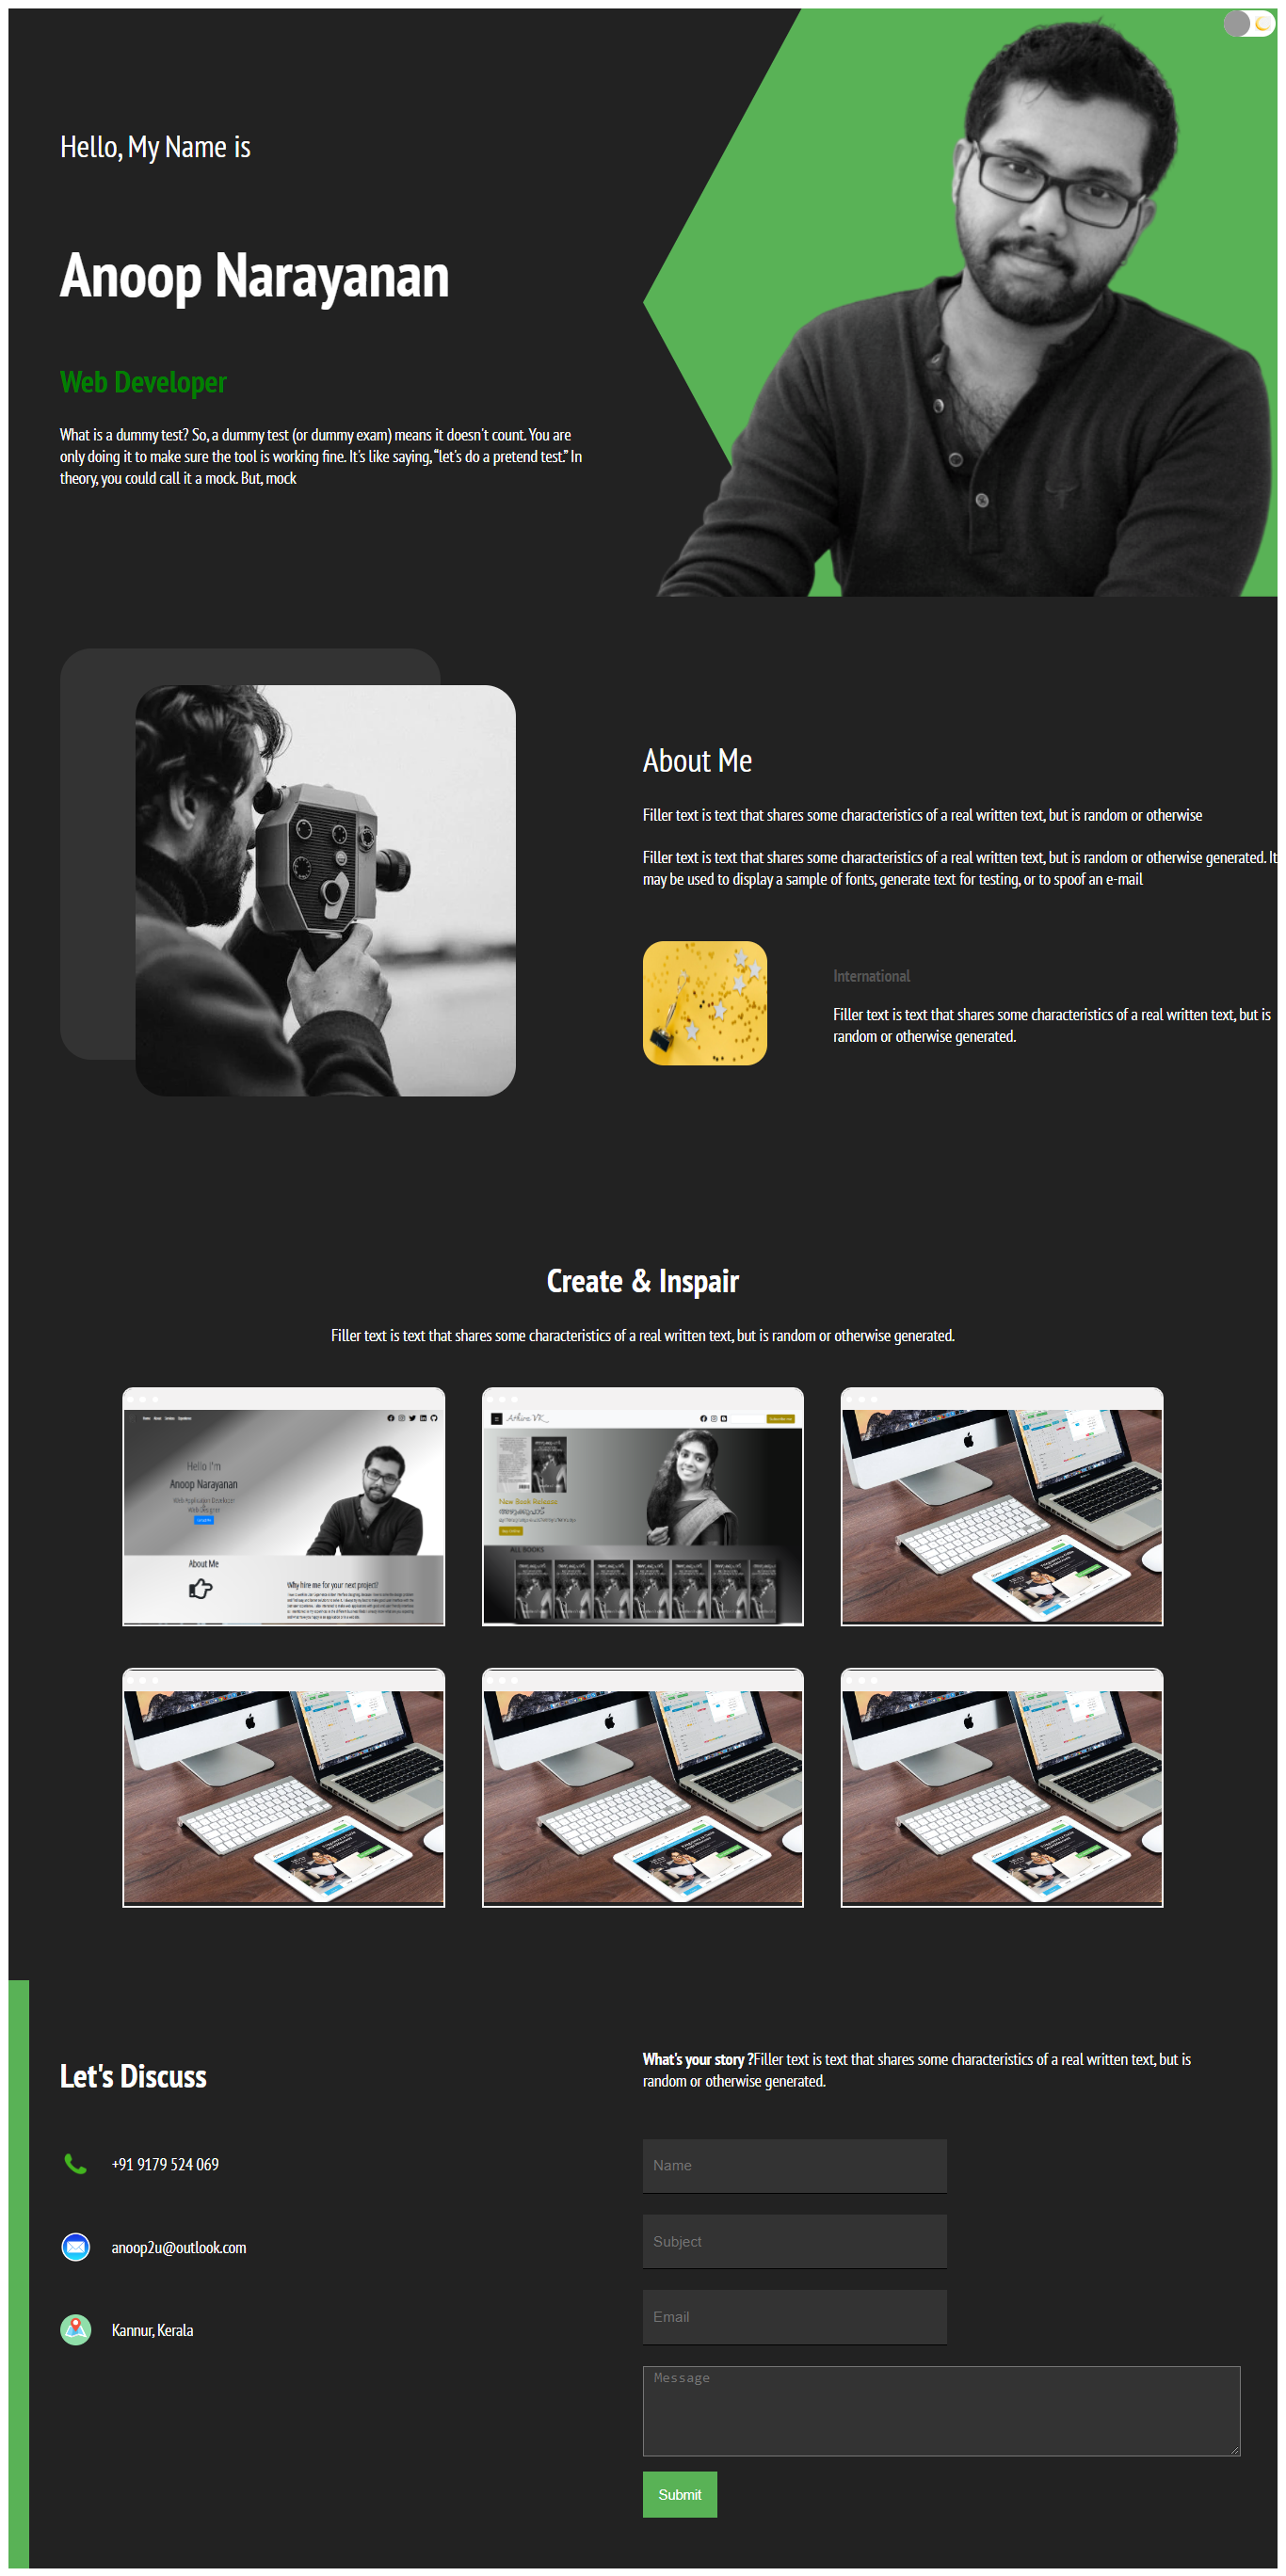 Hello, My Name is
Anoop Narayanan
Web Developer
What is a dummy test? So, a dummy test (or dummy exam) means it doesn't count. You are
only doing it to make sure the tool is working fine. It's like saying, “let's do a pretend test.” In
theory, you could call it a mock. But, mock
About Me
Filler text is text that shares some characteristics of a real written text, but is random or otherwise
Filler text is text that shares some characteristics of a real written text, but is random or otherwise generated. It
may be used to display a sample of fonts, generate text for testing, or to spoof an e-mail
International
Filler text is text that shares some characteristics of a real written text, but is
random or otherwise generated.
Create & Inspair
Filler text is text that shares some characteristics of a real written text, but is random or otherwise generated.
Hello I'm
Anoop Narayanan
Web Application Developer
Web Designer
About Me
Why hire me for your next project?
Athira VK
New Book Release
അഴുക്കുചാട്
ALL BOOKS
Let's Discuss
+91 9179 524 069
anoop2u@outlook.com
Kannur, Kerala
What's your story ?Filler text is text that shares some characteristics of a real written text, but is
random or otherwise generated.
Name
Subject
Email
Message
Submit